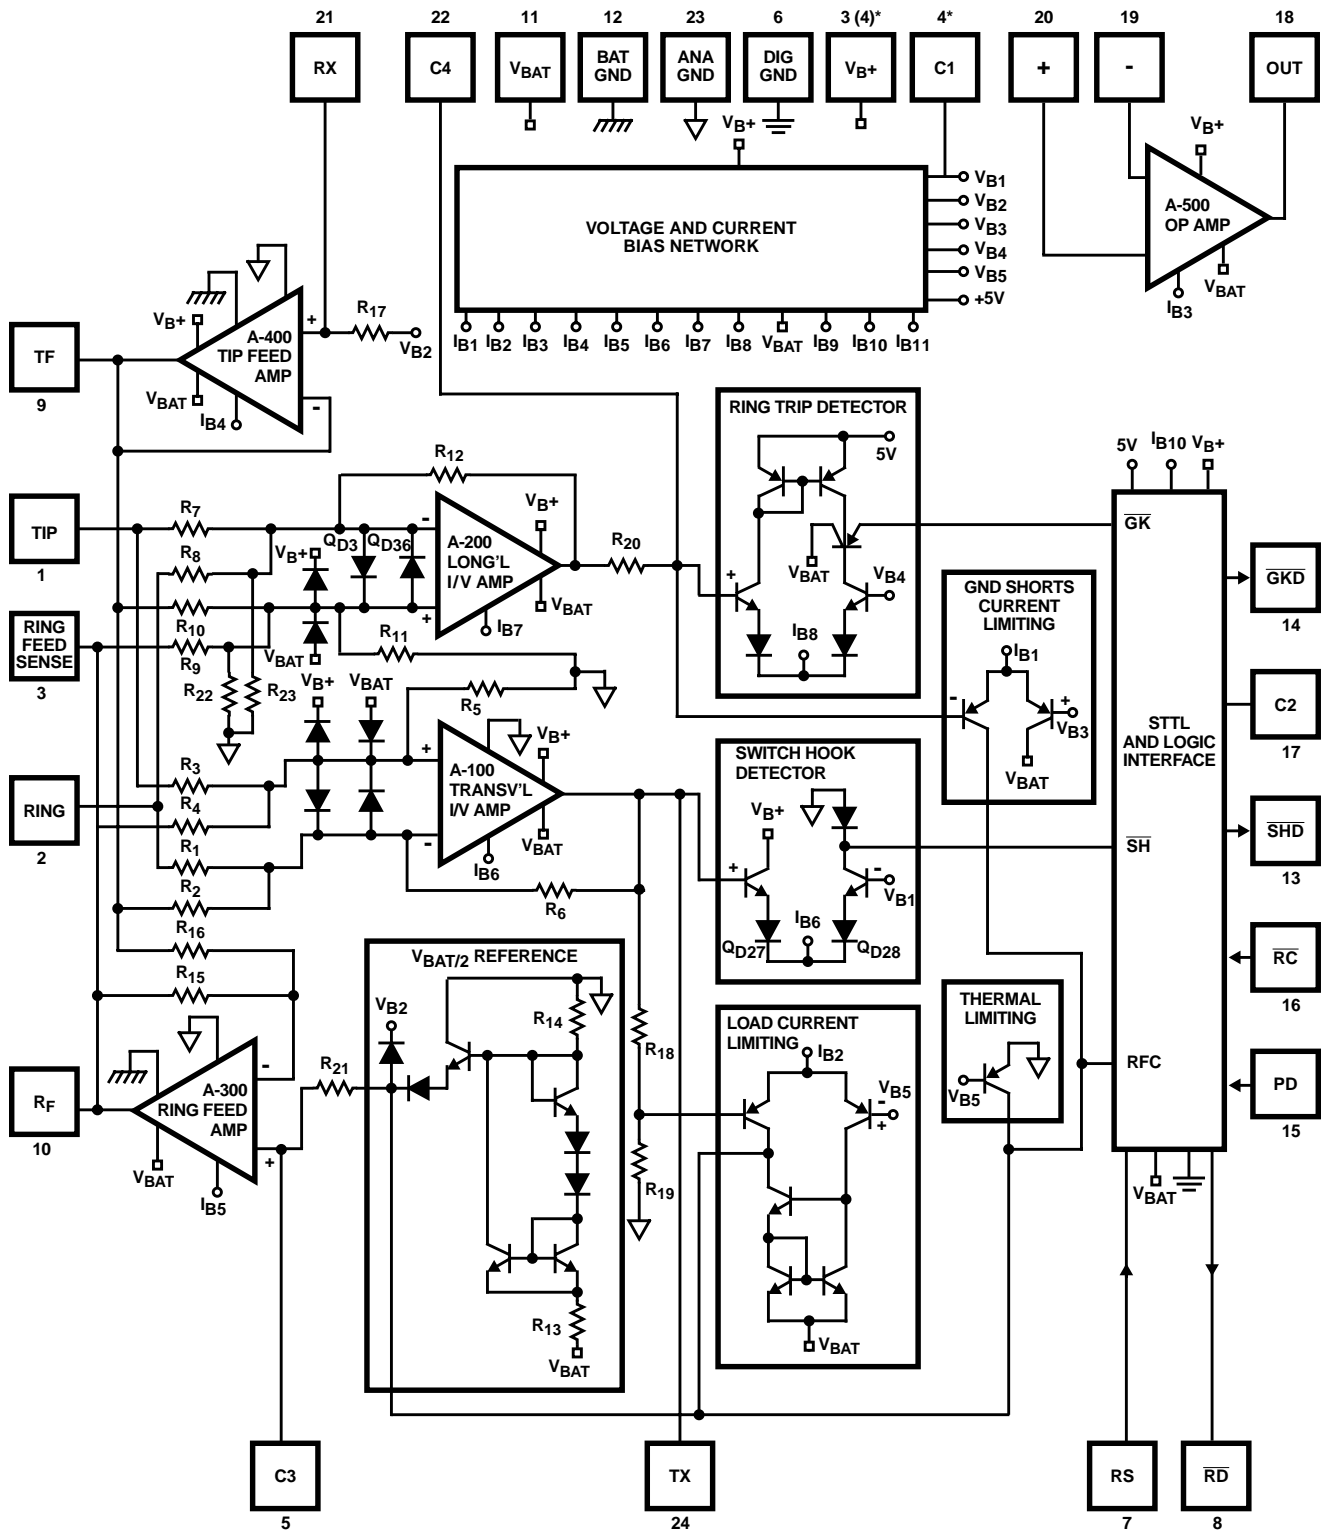 21 22 11 12 23 6 3 (4)* 4* 20 19 18
RX
C4
VBAT
BAT
GND
ANA
GND
DIG
GND
VB+
C1
+
-
OUT
VB+
VOLTAGE AND CURRENT
BIAS NETWORK
VB1
VB2
VB3
VB4
VB5
+5V
IB1 IB2 IB3 IB4 IB5 IB6 IB7 IB8 VBAT IB9 IB10 IB11
VB+
A-500
OP AMP
VBAT
IB3
TF
9
VB+
A-400
TIP FEED
AMP
+
-
VBAT
IB4
R17
VB2
TIP
1
R7
R8
R10
R9
R22
R23
R12
VB+
QD3
QD36
VBAT
-
A-200
LONG'L
I/V AMP
+
VB+
VBAT
IB7
R20
R11
RING
FEED
SENSE
3
RING TRIP DETECTOR
5V
VBAT
VB4
+
IB8
GND SHORTS
CURRENT
LIMITING
IB1
-
+
VB3
VBAT
5V IB10 VB+
GK
STTL
AND LOGIC
INTERFACE
SH
RFC
VBAT
GKD
14
C2
17
SHD
13
RC
16
PD
15
RING
2
R3
R4
R1
R2
R16
R15
VB+
VBAT
R5
+
A-100
TRANSV'L
I/V AMP
-
VB+
VBAT
IB6
R6
SWITCH HOOK
DETECTOR
VB+
+
-
VB1
IB6
QD27
QD28
RF
10
-
A-300
RING FEED
AMP
+
VBAT
IB5
R21
VBAT/2 REFERENCE
VB2
R14
R13
VBAT
R18
R19
LOAD CURRENT
LIMITING
IB2
-
VB5
+
VBAT
THERMAL
LIMITING
VB5
C3
5
TX
24
RS
7
RD
8